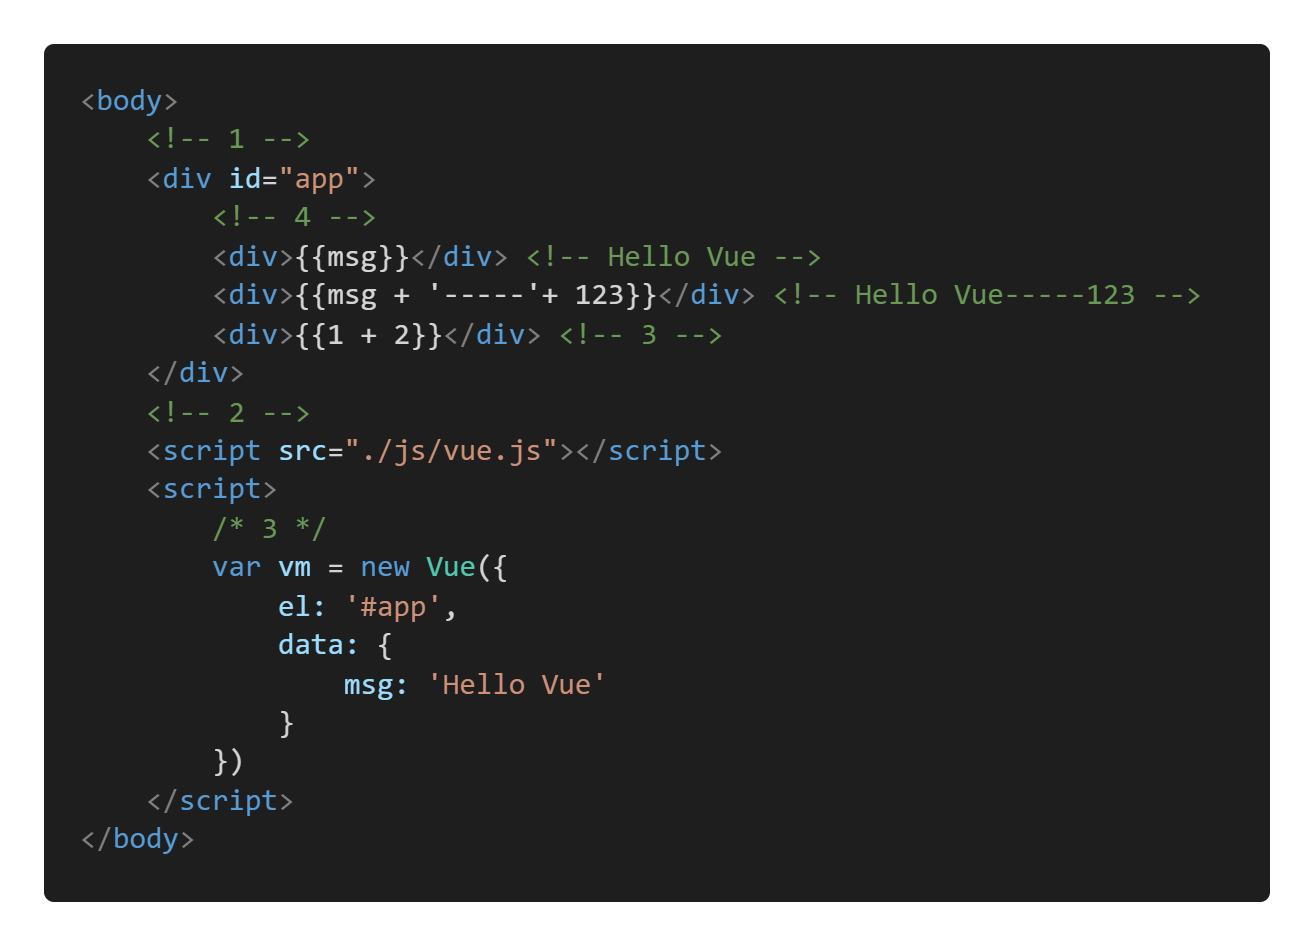 <body>
    <!-- 1 -->
    <div id="app">
        <!-- 4 -->
        <div>{{msg}}</div> <!-- Hello Vue -->
        <div>{{msg + '-----'+ 123}}</div> <!-- Hello Vue-----123 -->
        <div>{{1 + 2}}</div> <!-- 3 -->
    </div>
    <!-- 2 -->
    <script src="./js/vue.js"></script>
    <script>
        /* 3 */
        var vm = new Vue({
            el: '#app',
            data: {
                msg: 'Hello Vue'
            }
        })
    </script>
</body>